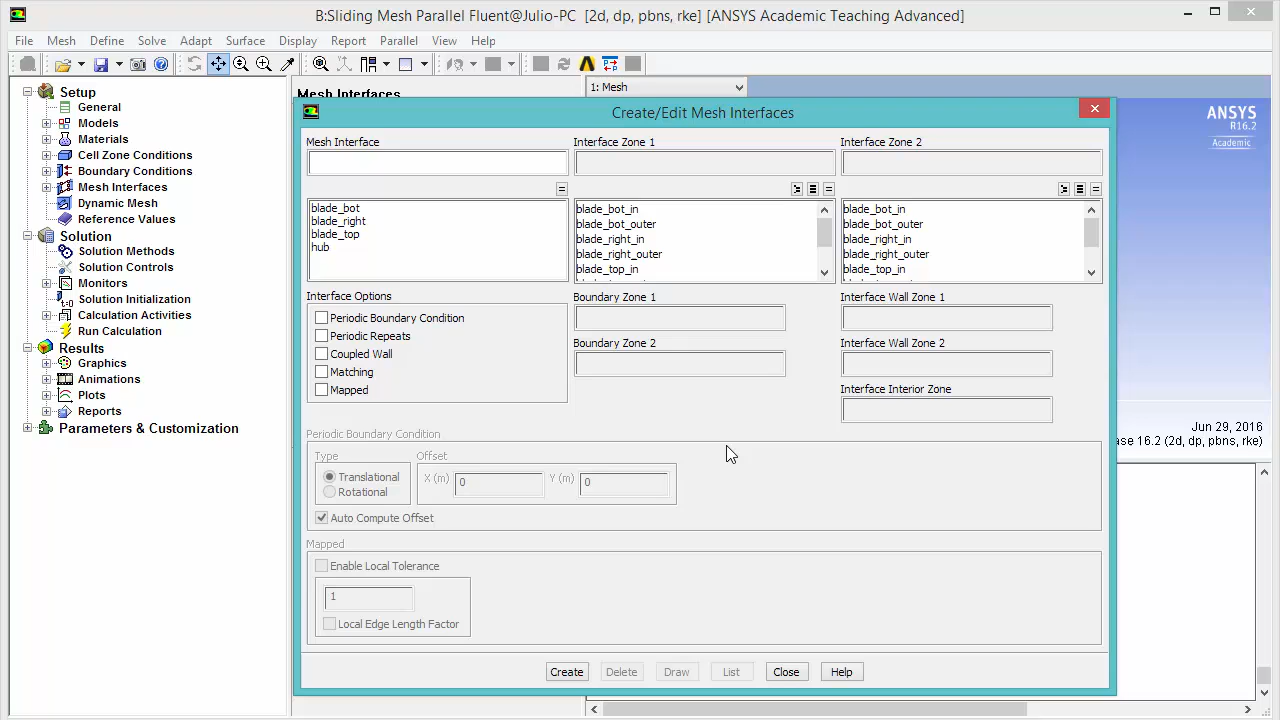 B:Sliding Mesh Parallel Fluent@Julio-PC [2d, dp, pbns, rke] [ANSYS Academic Teaching Advanced]
File Mesh Define Solve Adapt Surface Display Report Parallel View Help
Setup
General
Models
Materials
Cell Zone Conditions
Boundary Conditions
Mesh Interfaces
Dynamic Mesh
Reference Values
Solution
Solution Methods
Solution Controls
Monitors
Solution Initialization
Calculation Activities
Run Calculation
Results
Graphics
Animations
Plots
Reports
Parameters & Customization
Mesh Interfaces
1: Mesh
Create/Edit Mesh Interfaces
Mesh Interface
Interface Zone 1
Interface Zone 2
blade_bot
blade_right
blade_top
hub
blade_bot_in
blade_bot_outer
blade_right_in
blade_right_outer
blade_top_in
blade_bot_in
blade_bot_outer
blade_right_in
blade_right_outer
blade_top_in
Interface Options
Periodic Boundary Condition
Periodic Repeats
Coupled Wall
Matching
Mapped
Boundary Zone 1
Boundary Zone 2
Interface Wall Zone 1
Interface Wall Zone 2
Interface Interior Zone
Periodic Boundary Condition
Type
Translational
Rotational
Offset
X (m) 0 Y (m) 0
Auto Compute Offset
Mapped
Enable Local Tolerance
1
Local Edge Length Factor
Create Delete Draw List Close Help
ANSYS
R16.2
Academic
Jun 29, 2016
ase 16.2 (2d, dp, pbns, rke)